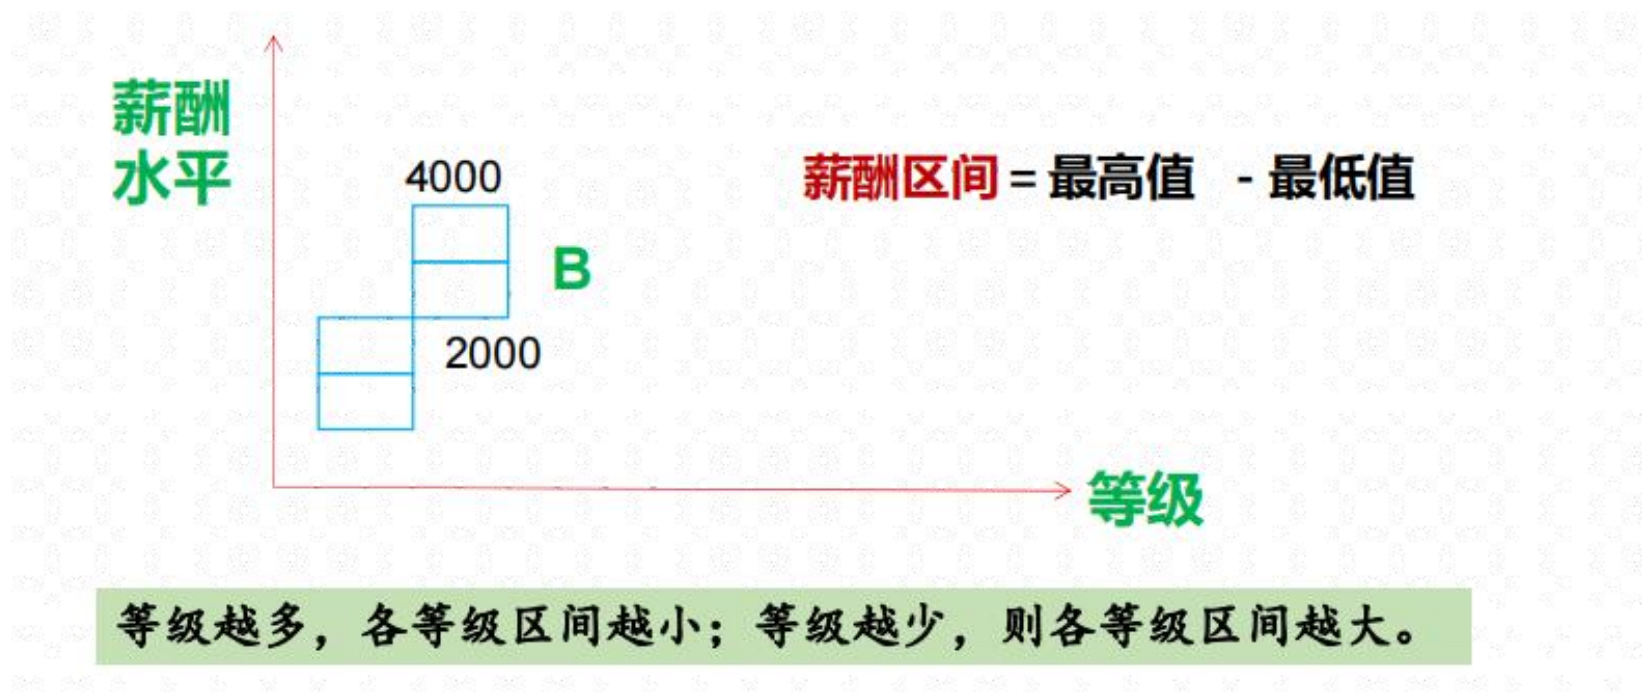 薪酬
水平
4000
薪酬区间 = 最高值 - 最低值
B
2000
等级
等级越多，各等级区间越小；等级越少，则各等级区间越大。